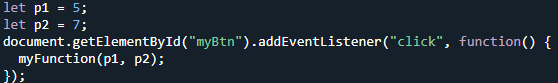 let p1 = 5;
let p2 = 7;
document.getElementById("myBtn").addEventListener("click", function() {
  myFunction(p1, p2);
});